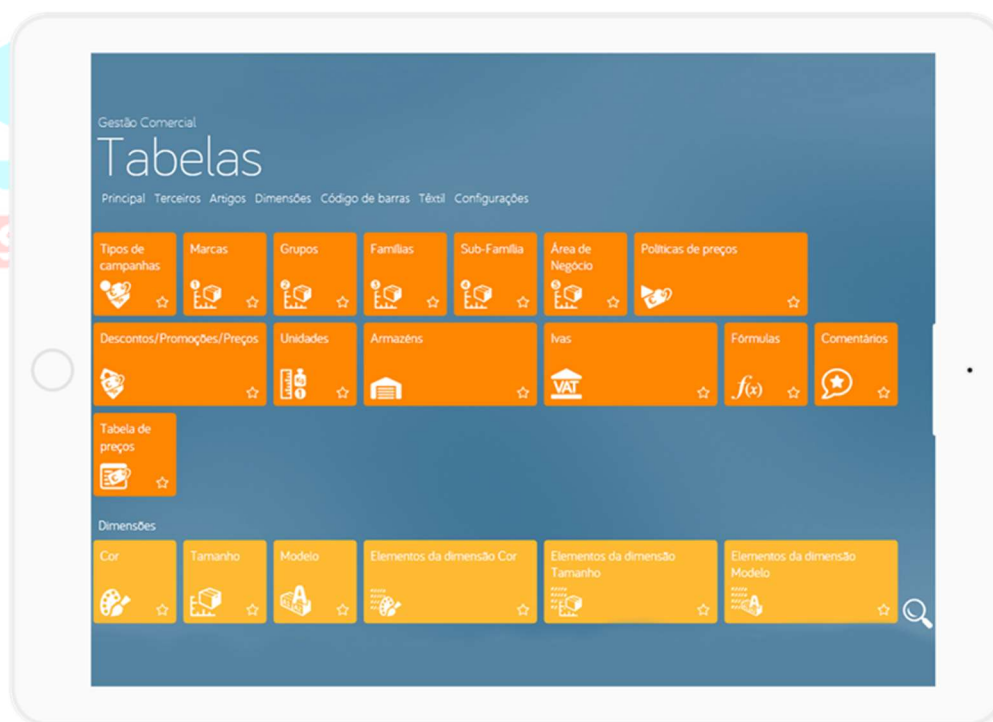 Gestão Comercial
Tabelas
Principal Terceiros Artigos Dimensões Código de barras Têxtil Configurações
Tipos de campanhas
Marcas
Grupos
Famílias
Sub-Família
Área de Negócio
Políticas de preços
Descontos/Promoções/Preços
Unidades
Armazéns
Ivas
VAT
Fórmulas
f(x)
Comentários
Tabela de preços
Dimensões
Cor
Tamanho
Modelo
Elementos da dimensão Cor
Elementos da dimensão Tamanho
Elementos da dimensão Modelo